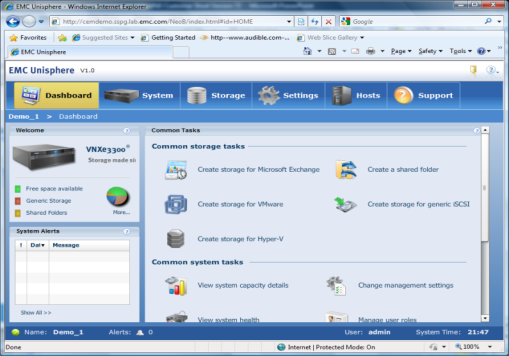 EMC Unisphere - Windows Internet Explorer
http://cemdemo.sspg.lab.emc.com/NeoB/index.html#id=HOME
Google
Favorites
Suggested Sites
Getting Started
http--www.audible.com-...
Web Slice Gallery
EMC Unisphere
Page
Safety
Tools
EMC Unisphere V1.0
Dashboard
System
Storage
Settings
Hosts
Support
Demo_1 > Dashboard
Welcome
VNXe3300
Storage made si
Free space available
Generic Storage
Shared Folders
More...
System Alerts
! Dat Message
Show All >>
Common Tasks
Common storage tasks
Create storage for Microsoft Exchange
Create a shared folder
Create storage for VMware
Create storage for generic iSCSI
Create storage for Hyper-V
Common system tasks
View system capacity details
Change management settings
View system health
Manage user roles
Name: Demo_1
Alerts: 0
User: admin
System Time: 21:47
Done
Internet | Protected Mode: On
100%